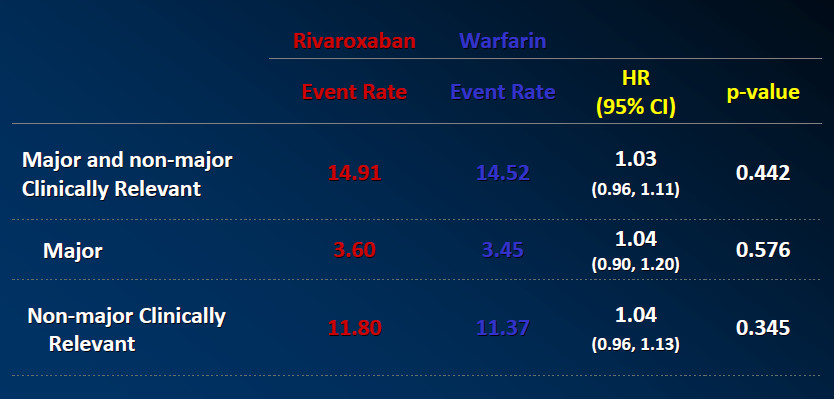 Rivaroxaban Warfarin
Event Rate Event Rate HR (95% CI) p-value
Major and non-major
Clinically Relevant 14.91 14.52 1.03 (0.96, 1.11) 0.442
Major 3.60 3.45 1.04 (0.90, 1.20) 0.576
Non-major Clinically
Relevant 11.80 11.37 1.04 (0.96, 1.13) 0.345